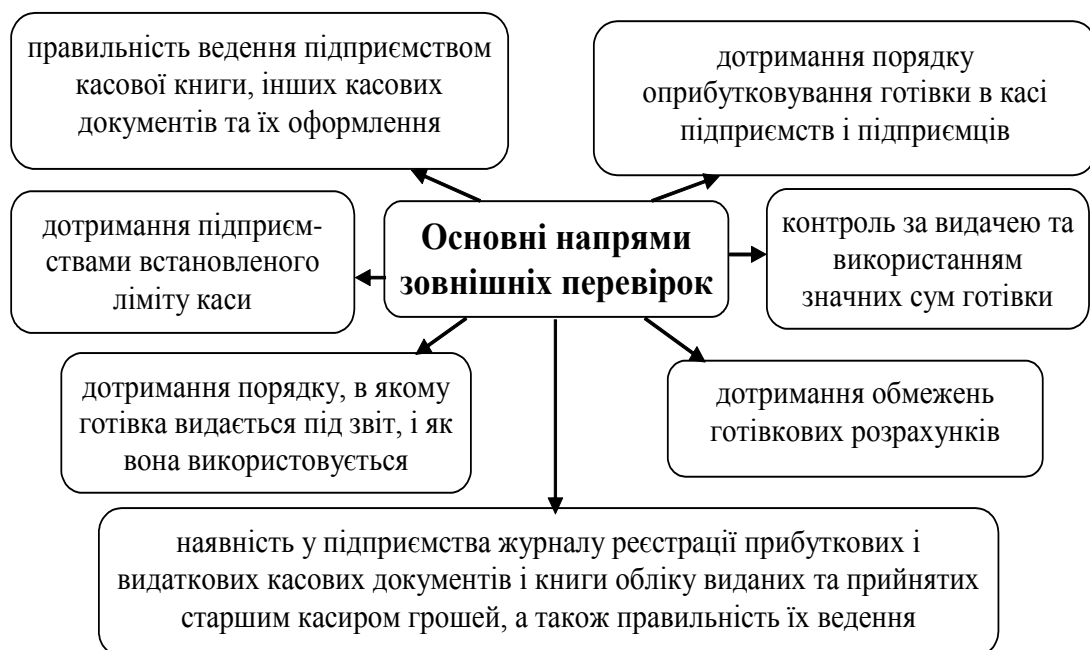 правильність ведення підприємством
касової книги, інших касових
документів та їх оформлення
дотримання порядку
оприбутковування готівки в касі
підприємств і підприємців
дотримання підприєм-
ствами встановленого
ліміту каси
Основні напрями
зовнішніх перевірок
контроль за видачею та
використанням
значних сум готівки
дотримання порядку, в якому
готівка видається під звіт, і як
вона використовується
дотримання обмежень
готівкових розрахунків
наявність у підприємства журналу реєстрації прибуткових і
видаткових касових документів і книги обліку виданих та прийнятих
старшим касиром грошей, а також правильність їх ведення